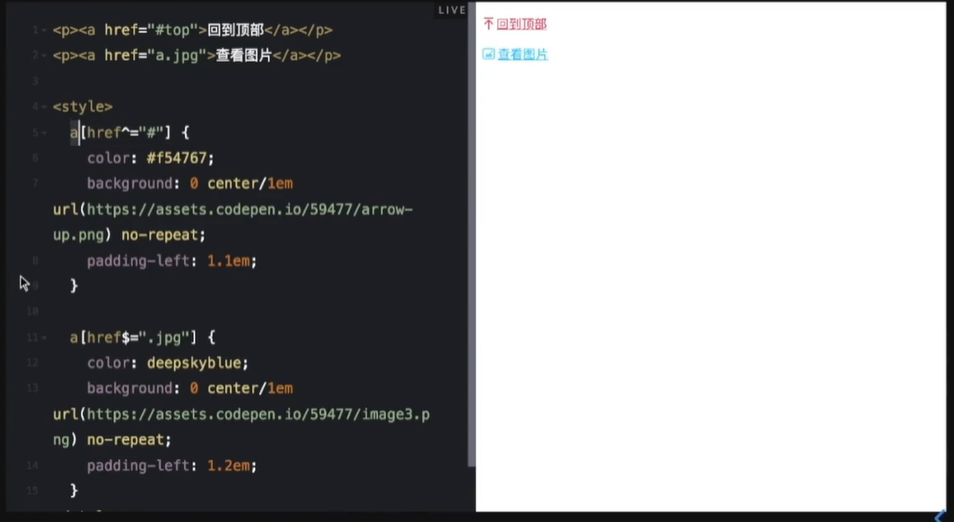 LIVE
1 <p><a href="#top">回到顶部</a></p>
2 <p><a href="a.jpg">查看图片</a></p>
3
4 <style>
5 a[href^="#"] {
6 color: #f54767;
7 background: 0 center/1em
url(https://assets.codepen.io/59477/arrow-
up.png) no-repeat;
8 padding-left: 1.1em;
9 }
10
11 a[href$=".jpg"] {
12 color: deepskyblue;
13 background: 0 center/1em
url(https://assets.codepen.io/59477/image3.p
ng) no-repeat;
14 padding-left: 1.2em;
15 }
回到顶部
查看图片